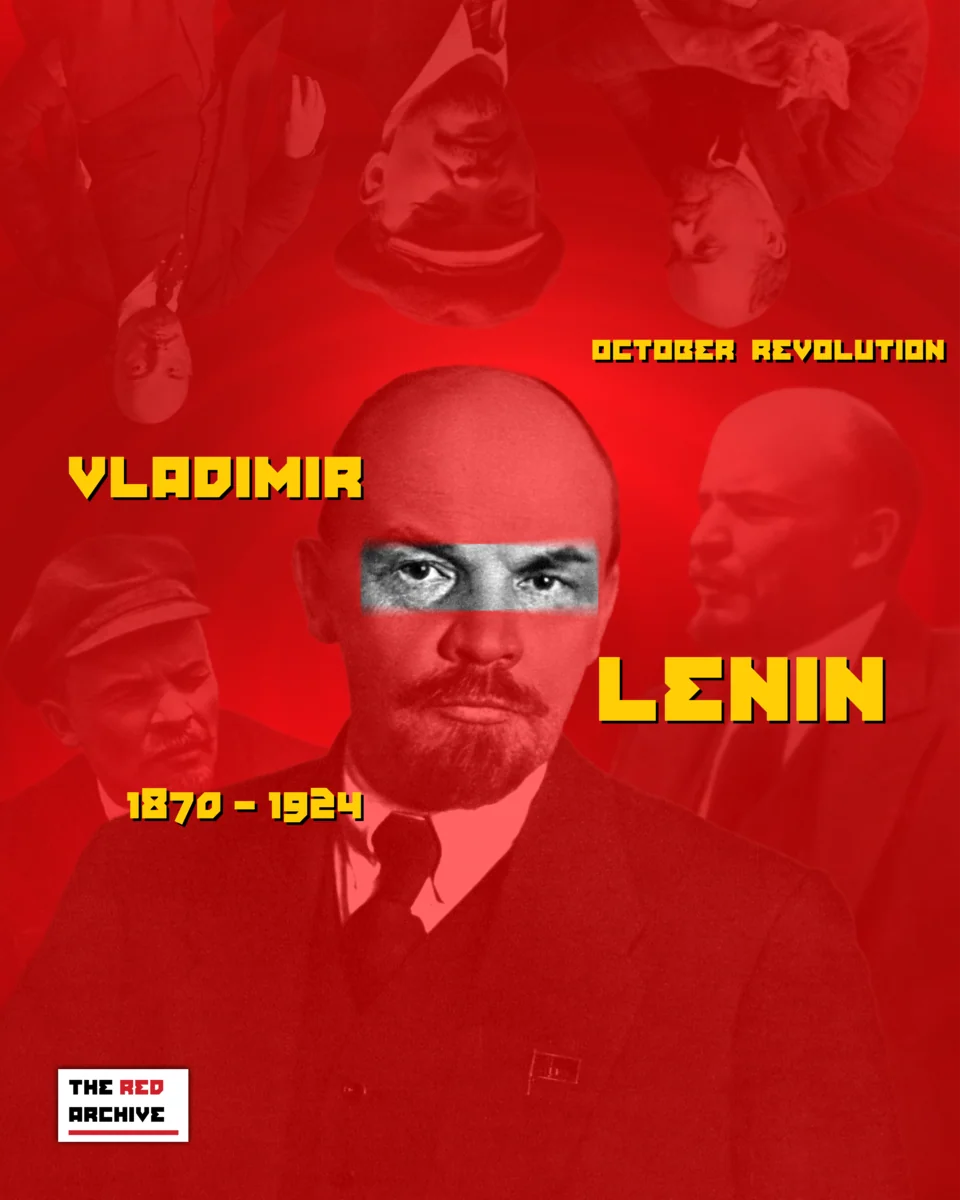 OCTOBER REVOLUTION
VLADIMIR
LENIN
1870 - 1924
THE RED
ARCHIVE